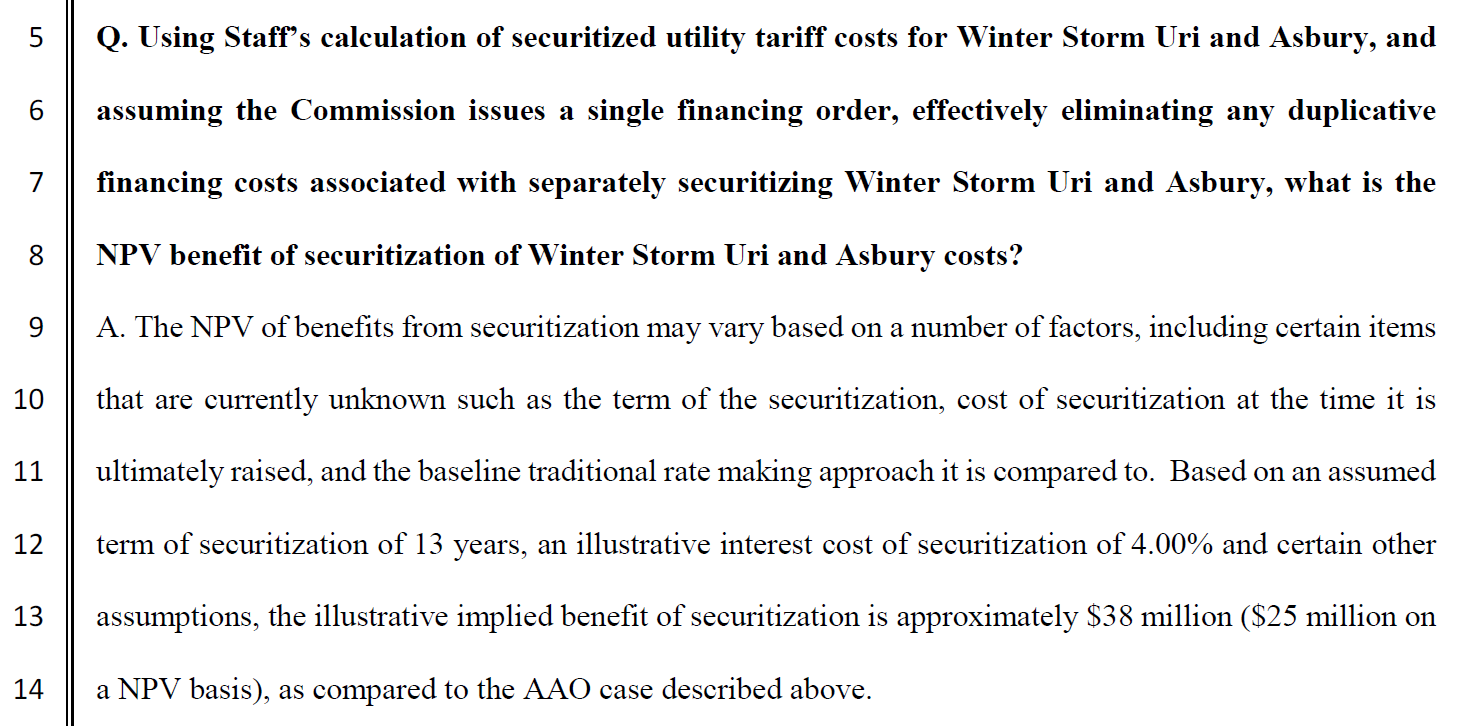 5 Q. Using Staff's calculation of securitized utility tariff costs for Winter Storm Uri and Asbury, and
6 assuming the Commission issues a single financing order, effectively eliminating any duplicative
7 financing costs associated with separately securitizing Winter Storm Uri and Asbury, what is the
8 NPV benefit of securitization of Winter Storm Uri and Asbury costs?
9 A. The NPV of benefits from securitization may vary based on a number of factors, including certain items
10 that are currently unknown such as the term of the securitization, cost of securitization at the time it is
11 ultimately raised, and the baseline traditional rate making approach it is compared to.  Based on an assumed
12 term of securitization of 13 years, an illustrative interest cost of securitization of 4.00% and certain other
13 assumptions, the illustrative implied benefit of securitization is approximately $38 million ($25 million on
14 a NPV basis), as compared to the AAO case described above.